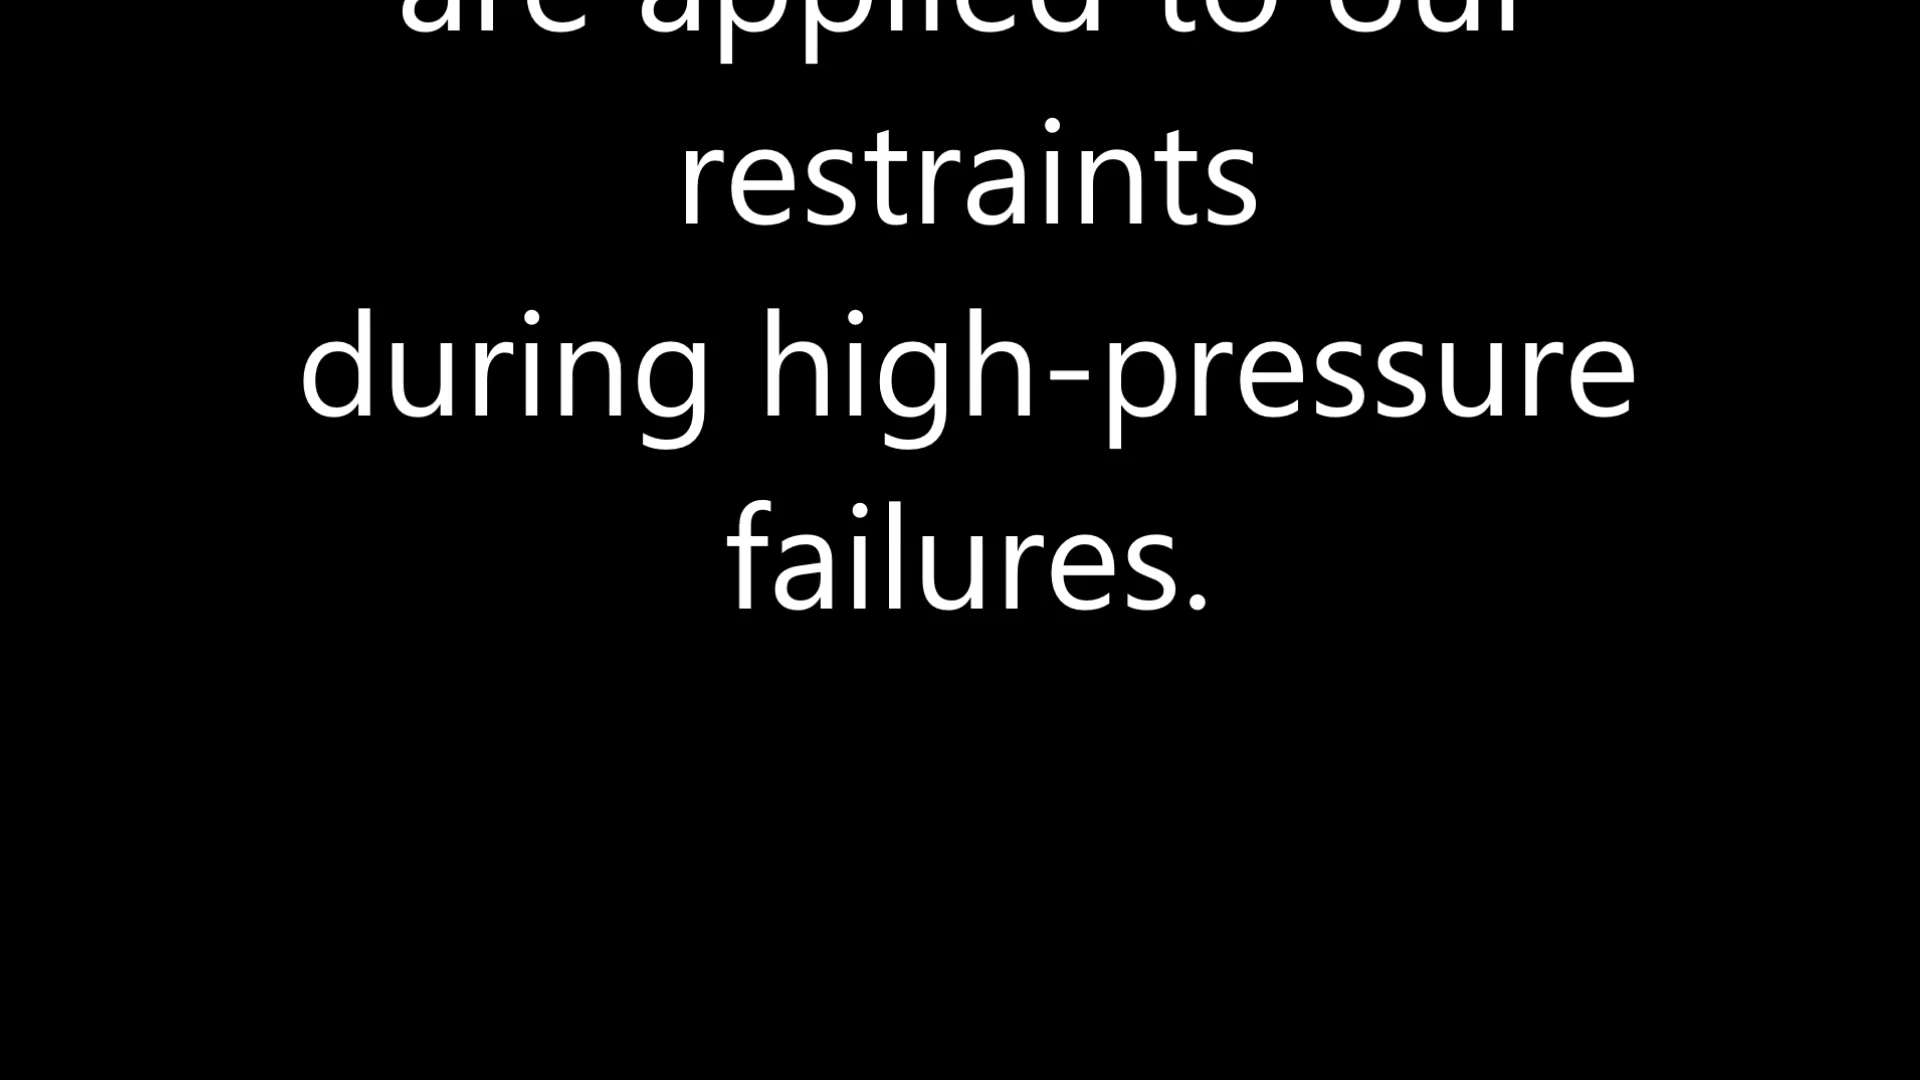 are applied to our
restraints
during high-pressure
failures.